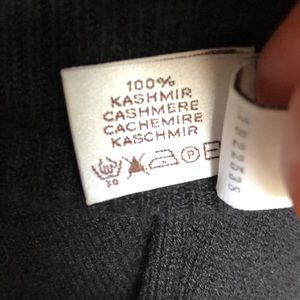 100%
KASHMIR
CASHMERE
CACHEMIRE
KASCHMIR
30 P E